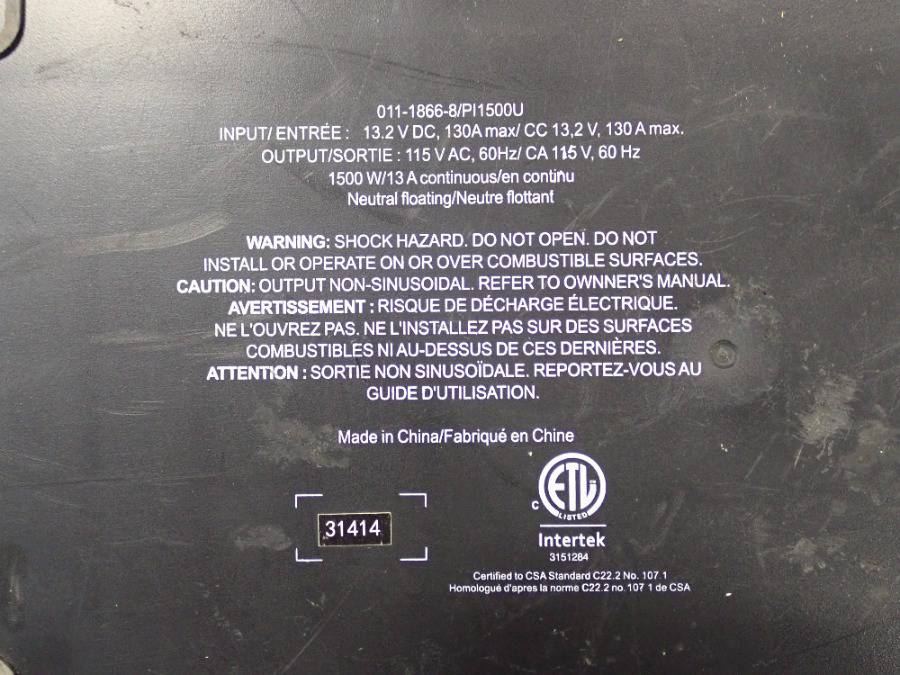 011-1866-8/PI1500U
INPUT/ ENTRÉE : 13.2 V DC, 130A max/ CC 13,2 V, 130 A max.
OUTPUT/SORTIE : 115 V AC, 60Hz/ CA 115 V, 60 Hz
1500 W/13 A continuous/en continu
Neutral floating/Neutre flottant
WARNING: SHOCK HAZARD. DO NOT OPEN. DO NOT
INSTALL OR OPERATE ON OR OVER COMBUSTIBLE SURFACES.
CAUTION: OUTPUT NON-SINUSOIDAL. REFER TO OWNNER'S MANUAL.
AVERTISSEMENT : RISQUE DE DÉCHARGE ÉLECTRIQUE.
NE L'OUVREZ PAS. NE L'INSTALLEZ PAS SUR DES SURFACES
COMBUSTIBLES NI AU-DESSUS DE CES DERNIÈRES.
ATTENTION : SORTIE NON SINUSOÏDALE. REPORTEZ-VOUS AU
GUIDE D'UTILISATION.
Made in China/Fabriqué en Chine
31414
C
ETL
LISTED
Intertek
3151284
Certified to CSA Standard C22.2 No. 107.1
Homologué d'apres la norme C22.2 no. 107 1 de CSA